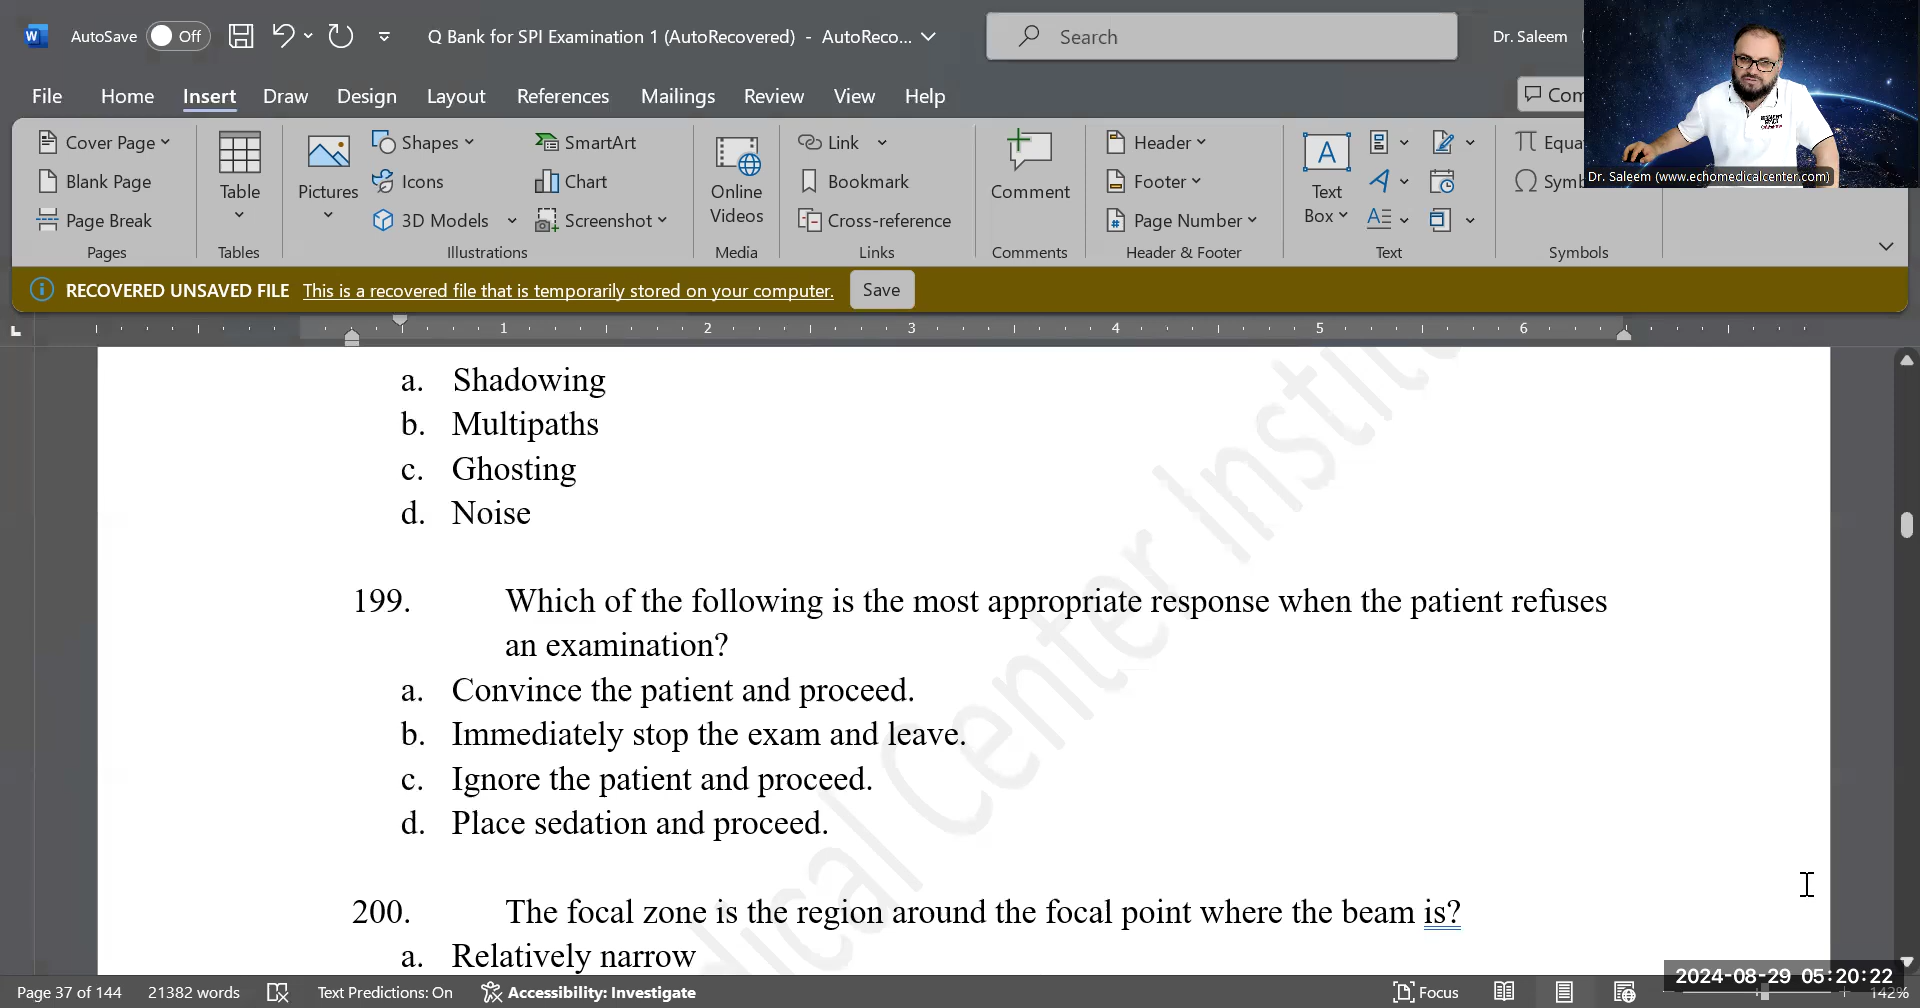 AutoSave Off Q Bank for SPI Examination 1 (AutoRecovered) - AutoReco... Search Dr. Saleem
File Home Insert Draw Design Layout References Mailings Review View Help
Cover Page Shapes SmartArt Link Header
Blank Page Table Pictures Icons Chart Online Videos Bookmark Comment Footer Text Box
Page Break 3D Models Screenshot Cross-reference Page Number
Pages Tables Illustrations Media Links Comments Header & Footer Text Symbols
Dr. Saleem (www.echomedicalcenter.com)
RECOVERED UNSAVED FILE This is a recovered file that is temporarily stored on your computer. Save
1 2 3 4 5 6
a. Shadowing
b. Multipaths
c. Ghosting
d. Noise
199. Which of the following is the most appropriate response when the patient refuses
an examination?
a. Convince the patient and proceed.
b. Immediately stop the exam and leave.
c. Ignore the patient and proceed.
d. Place sedation and proceed.
200. The focal zone is the region around the focal point where the beam is?
a. Relatively narrow
Center
2024-08-29 05:20:22
Page 37 of 144 21382 words Text Predictions: On Accessibility: Investigate Focus 142%